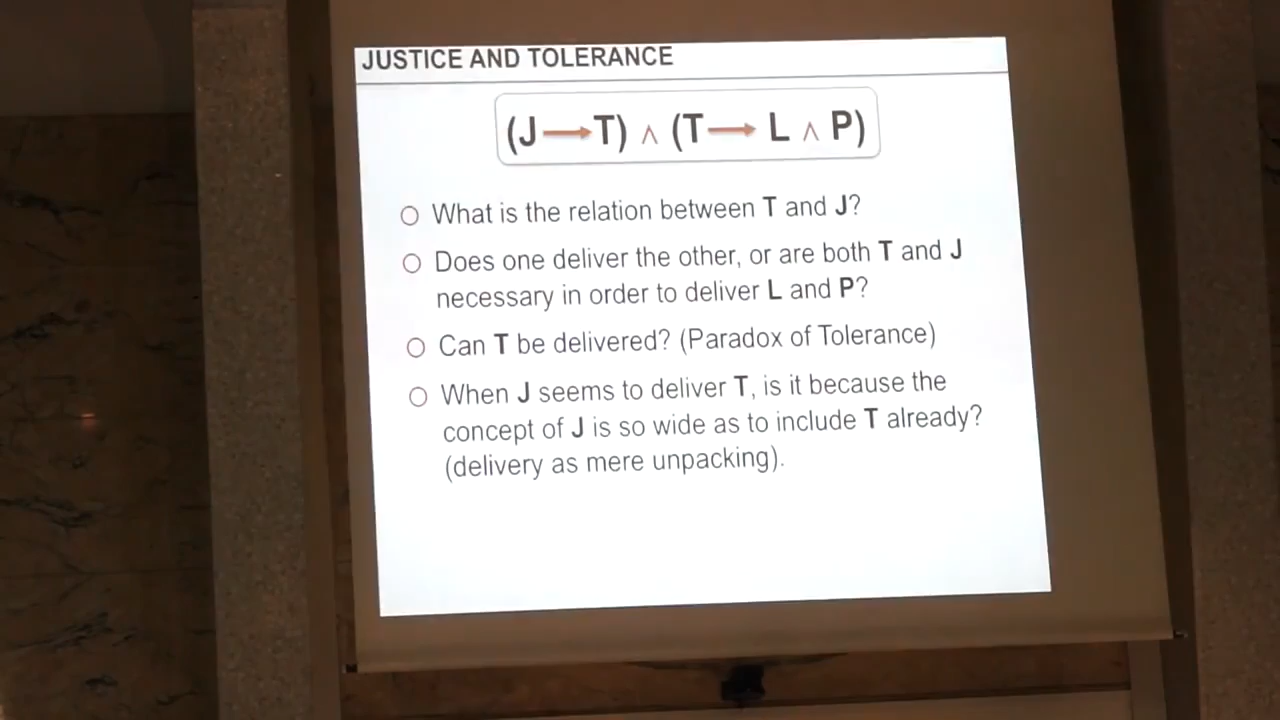 JUSTICE AND TOLERANCE
(J→T) ∧ (T→ L ∧ P)
○ What is the relation between T and J?
○ Does one deliver the other, or are both T and J
necessary in order to deliver L and P?
○ Can T be delivered? (Paradox of Tolerance)
○ When J seems to deliver T, is it because the
concept of J is so wide as to include T already?
(delivery as mere unpacking).